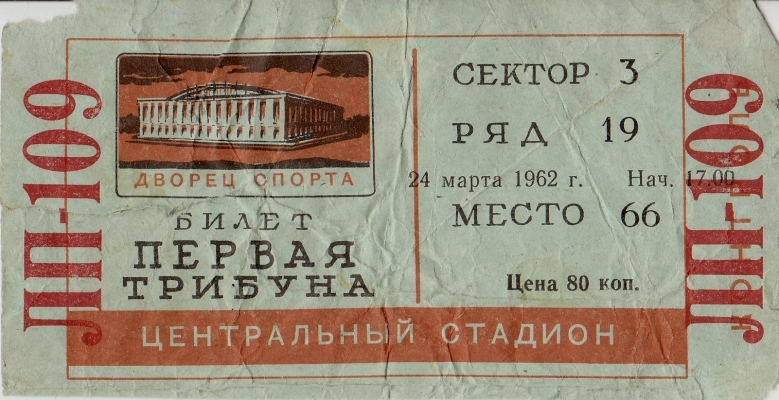 ЛП-109
ДВОРЕЦ СПОРТА
БИЛЕТ
ПЕРВАЯ
ТРИБУНА
СЕКТОР 3
РЯД 19
24 марта 1962 г. Нач. 17.00
МЕСТО 66
Цена 80 коп.
ЦЕНТРАЛЬНЫЙ СТАДИОН
ЛП-109